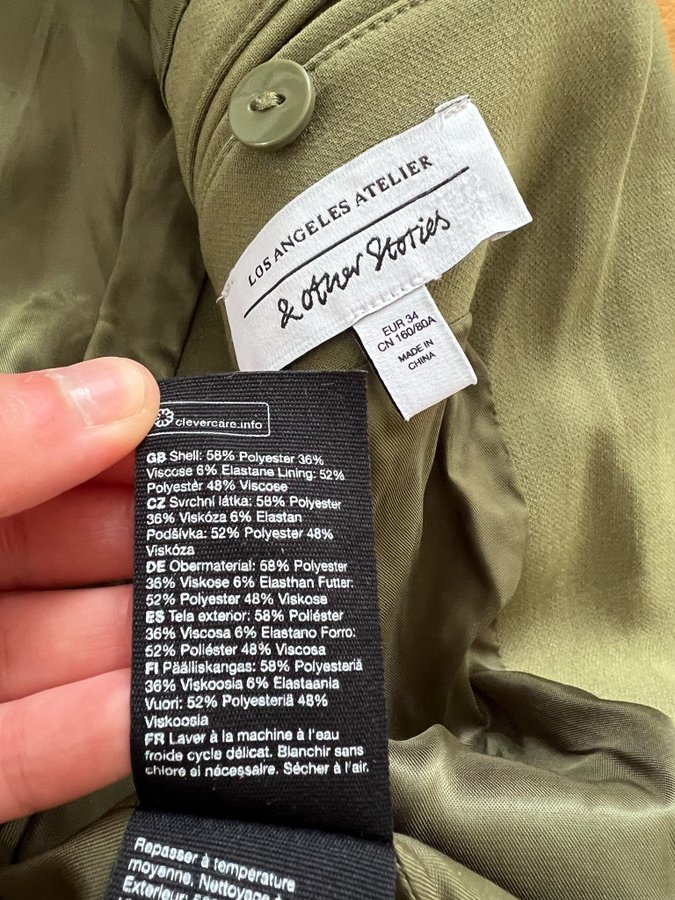 LOS ANGELES ATELIER
& other Stories
EUR 34
CN 160/80A
MADE IN
CHINA
clevercare.info
GB Shell: 58% Polyester 36%
Viscose 6% Elastane Lining: 52%
Polyester 48% Viscose
CZ Svrchní látka: 58% Polyester
36% Viskóza 6% Elastan
Podšívka: 52% Polyester 48%
Viskóza
DE Obermaterial: 58% Polyester
36% Viskose 6% Elasthan Futter:
52% Polyester 48% Viskose
ES Tela exterior: 58% Poliéster
36% Viscosa 6% Elastano Forro:
52% Poliéster 48% Viscosa
FI Päälliskangas: 58% Polyesteriä
36% Viskoosia 6% Elastaania
Vuori: 52% Polyesteriä 48%
Viskoosia
FR Laver à la machine à l'eau
froide cycle délicat. Blanchir sans
chlore si nécessaire. Sécher à l'air.
Repasser à température
moyenne. Nettoyage à
Exterieur: